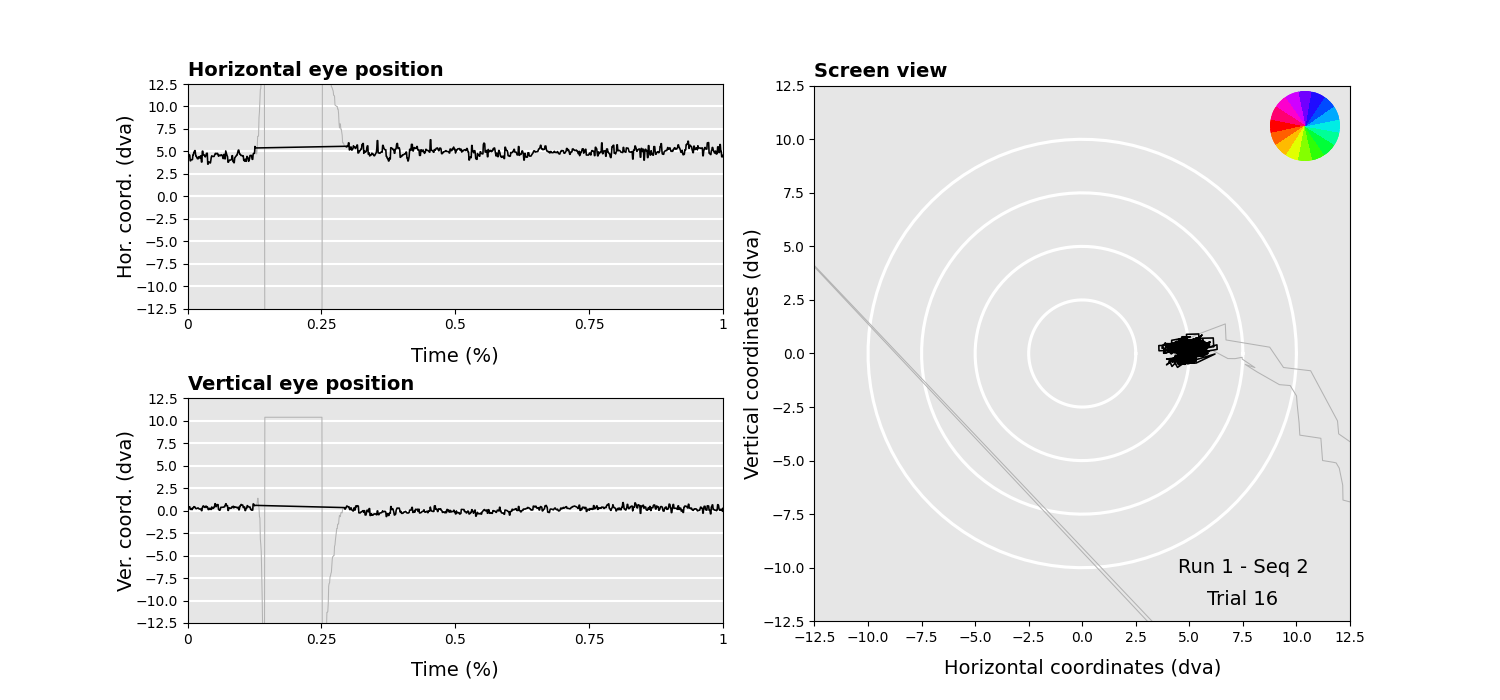 Horizontal eye position
Hor. coord. (dva)
12.5
10.0
7.5
5.0
2.5
0.0
−2.5
−5.0
−7.5
−10.0
−12.5
0 0.25 0.5 0.75 1
Time (%)
Vertical eye position
Ver. coord. (dva)
12.5
10.0
7.5
5.0
2.5
0.0
−2.5
−5.0
−7.5
−10.0
−12.5
0 0.25 0.5 0.75 1
Time (%)
Screen view
Vertical coordinates (dva)
12.5
10.0
7.5
5.0
2.5
0.0
−2.5
−5.0
−7.5
−10.0
−12.5
Run 1 - Seq 2
Trial 16
−12.5 −10.0 −7.5 −5.0 −2.5 0.0 2.5 5.0 7.5 10.0 12.5
Horizontal coordinates (dva)